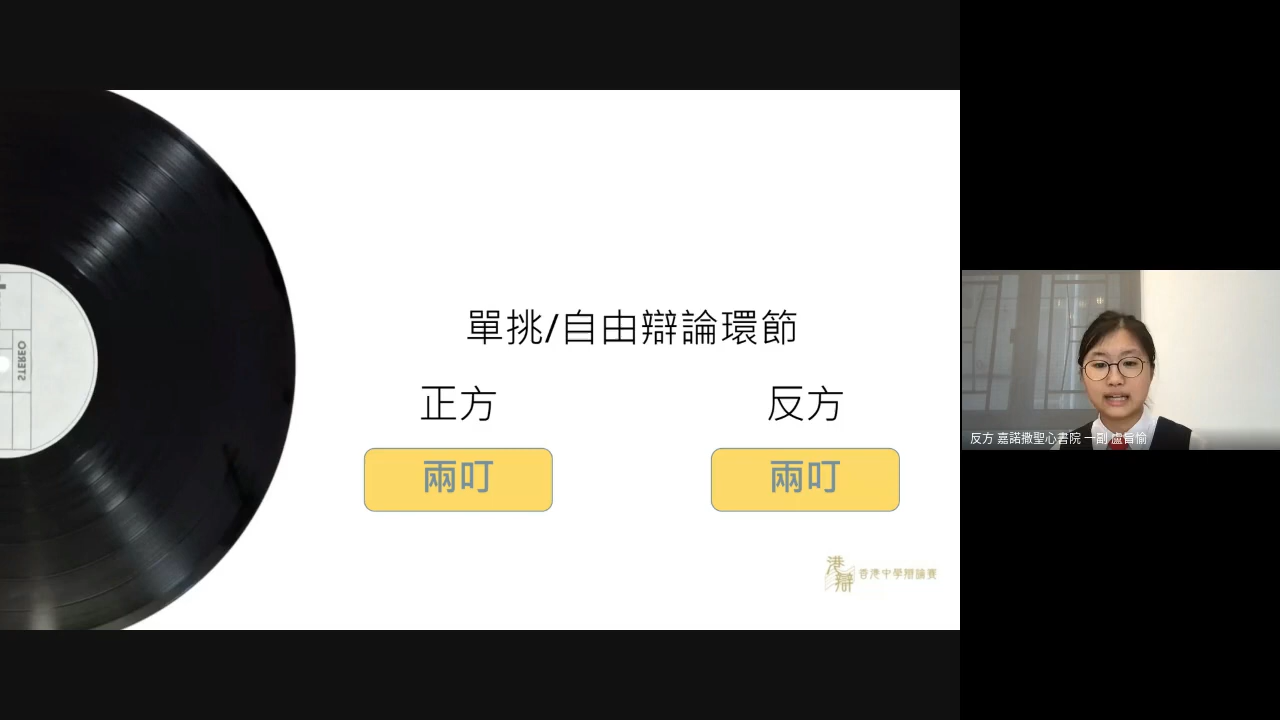 單挑/自由辯論環節
正方
反方
兩叮
兩叮
STEREO
港辯
香港中學辯論賽
反方 嘉諾撒聖心書院 一副 盧旨愉